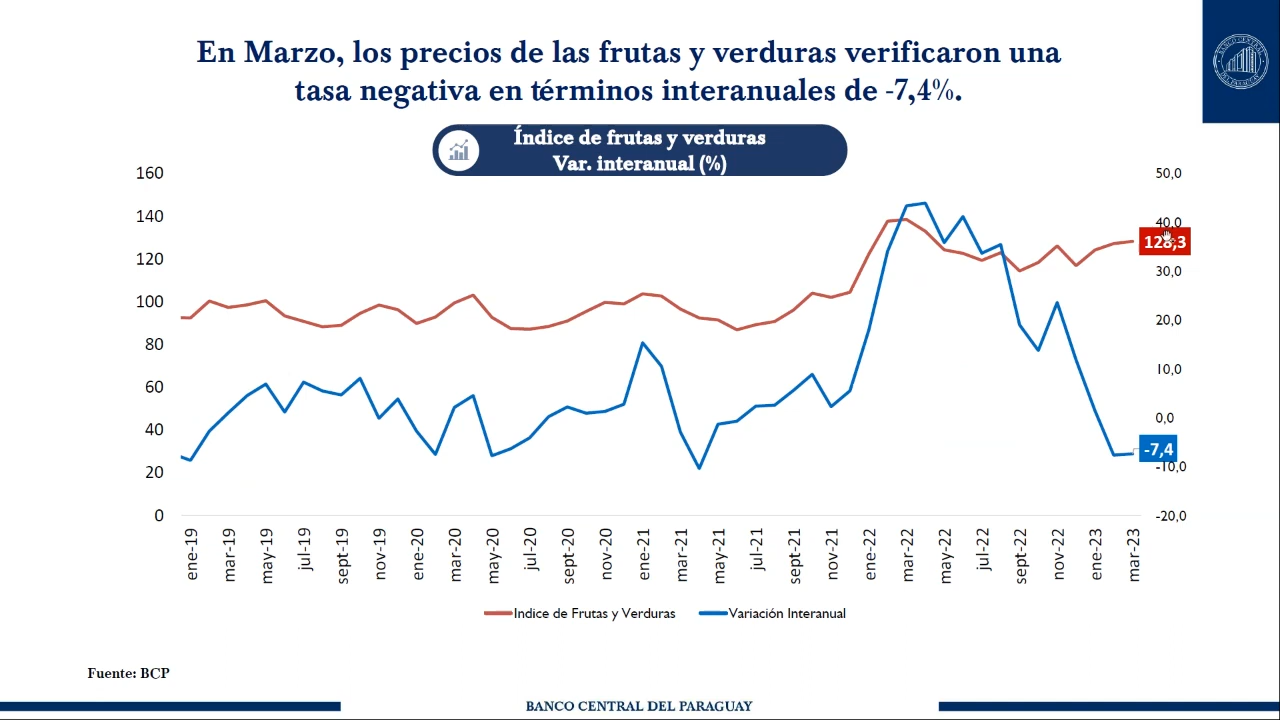 En Marzo, los precios de las frutas y verduras verificaron una
tasa negativa en términos interanuales de -7,4%.
Índice de frutas y verduras
Var. interanual (%)
160
140
120
100
80
60
40
20
0
50,0
40,0
30,0
20,0
10,0
0,0
-10,0
-20,0
128,3
-7,4
ene-19
mar-19
may-19
jul-19
sept-19
nov-19
ene-20
mar-20
may-20
jul-20
sept-20
nov-20
ene-21
mar-21
may-21
jul-21
sept-21
nov-21
ene-22
mar-22
may-22
jul-22
sept-22
nov-22
ene-23
mar-23
Indice de Frutas y Verduras
Variación Interanual
Fuente: BCP
BANCO CENTRAL DEL PARAGUAY